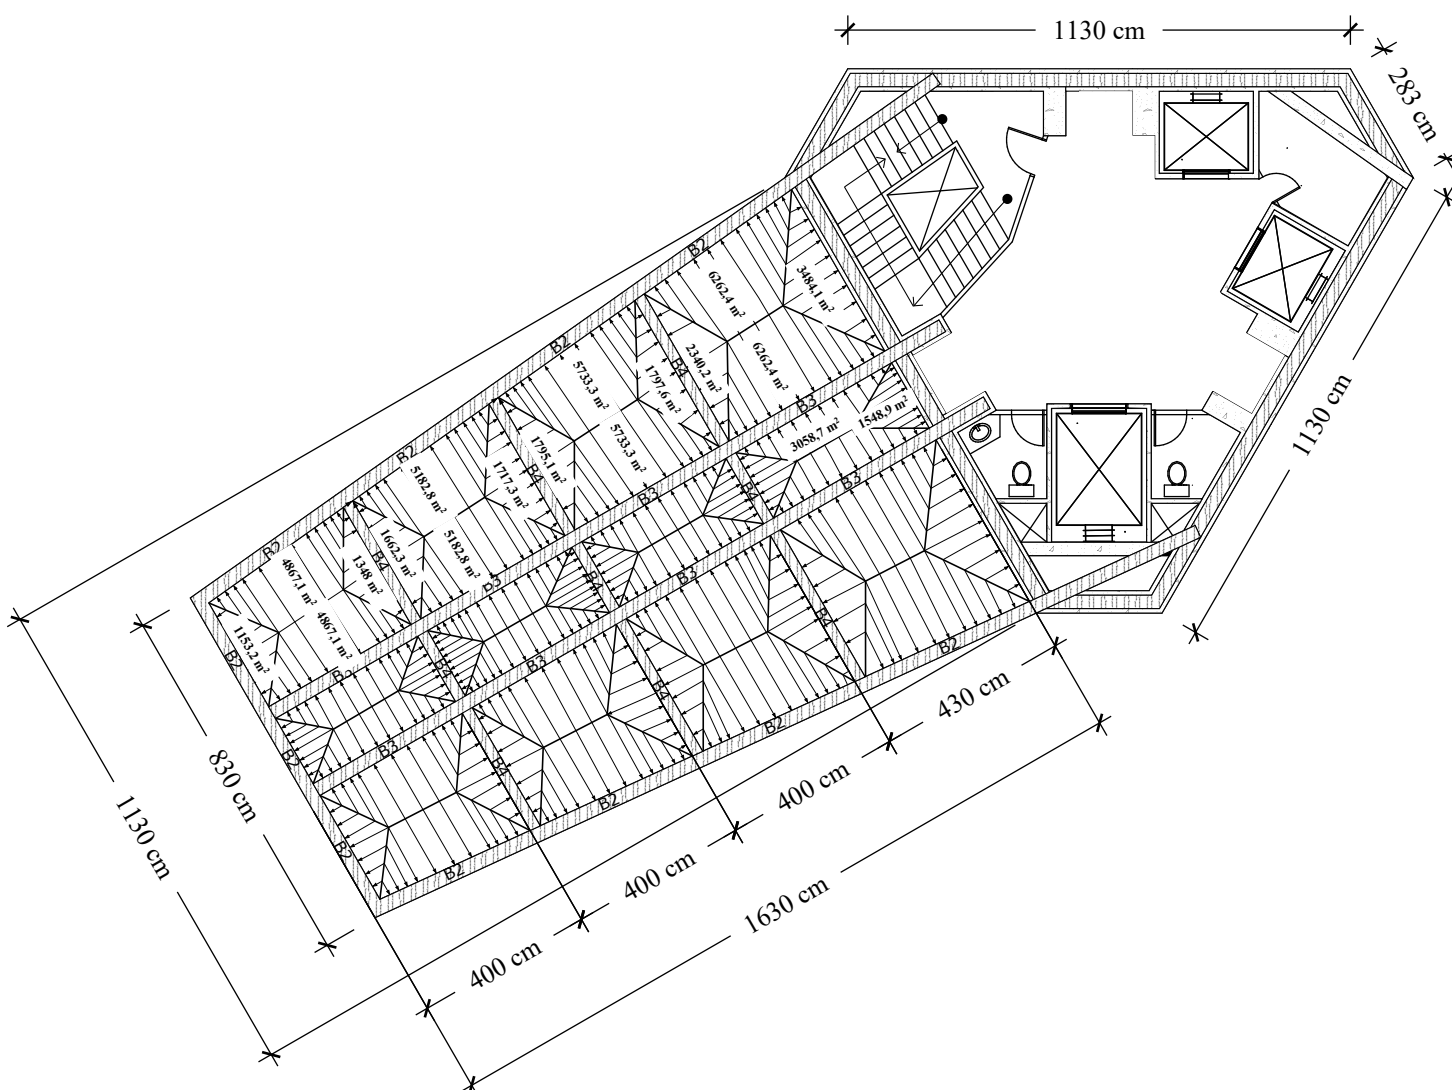 1130 cm
283 cm
1130 cm
B2
B2
B2
B2
6262,4 m²
3484,1 m²
6262,4 m²
2340,2 m²
B4
1797,6 m²
5733,3 m²
5733,3 m²
1795,1 m²
B4
1717,3 m²
5182,8 m²
5182,8 m²
1662,3 m²
B4
1348 m²
4867,1 m²
4867,1 m²
1153,2 m²
B2
B3
B3
B3
3058,7 m²
1548,9 m²
B4
B4
B4
B2
B3
B3
B3
B3
B4
B4
B4
B2
B2
B2
B2
B2
430 cm
400 cm
400 cm
400 cm
1630 cm
830 cm
1130 cm